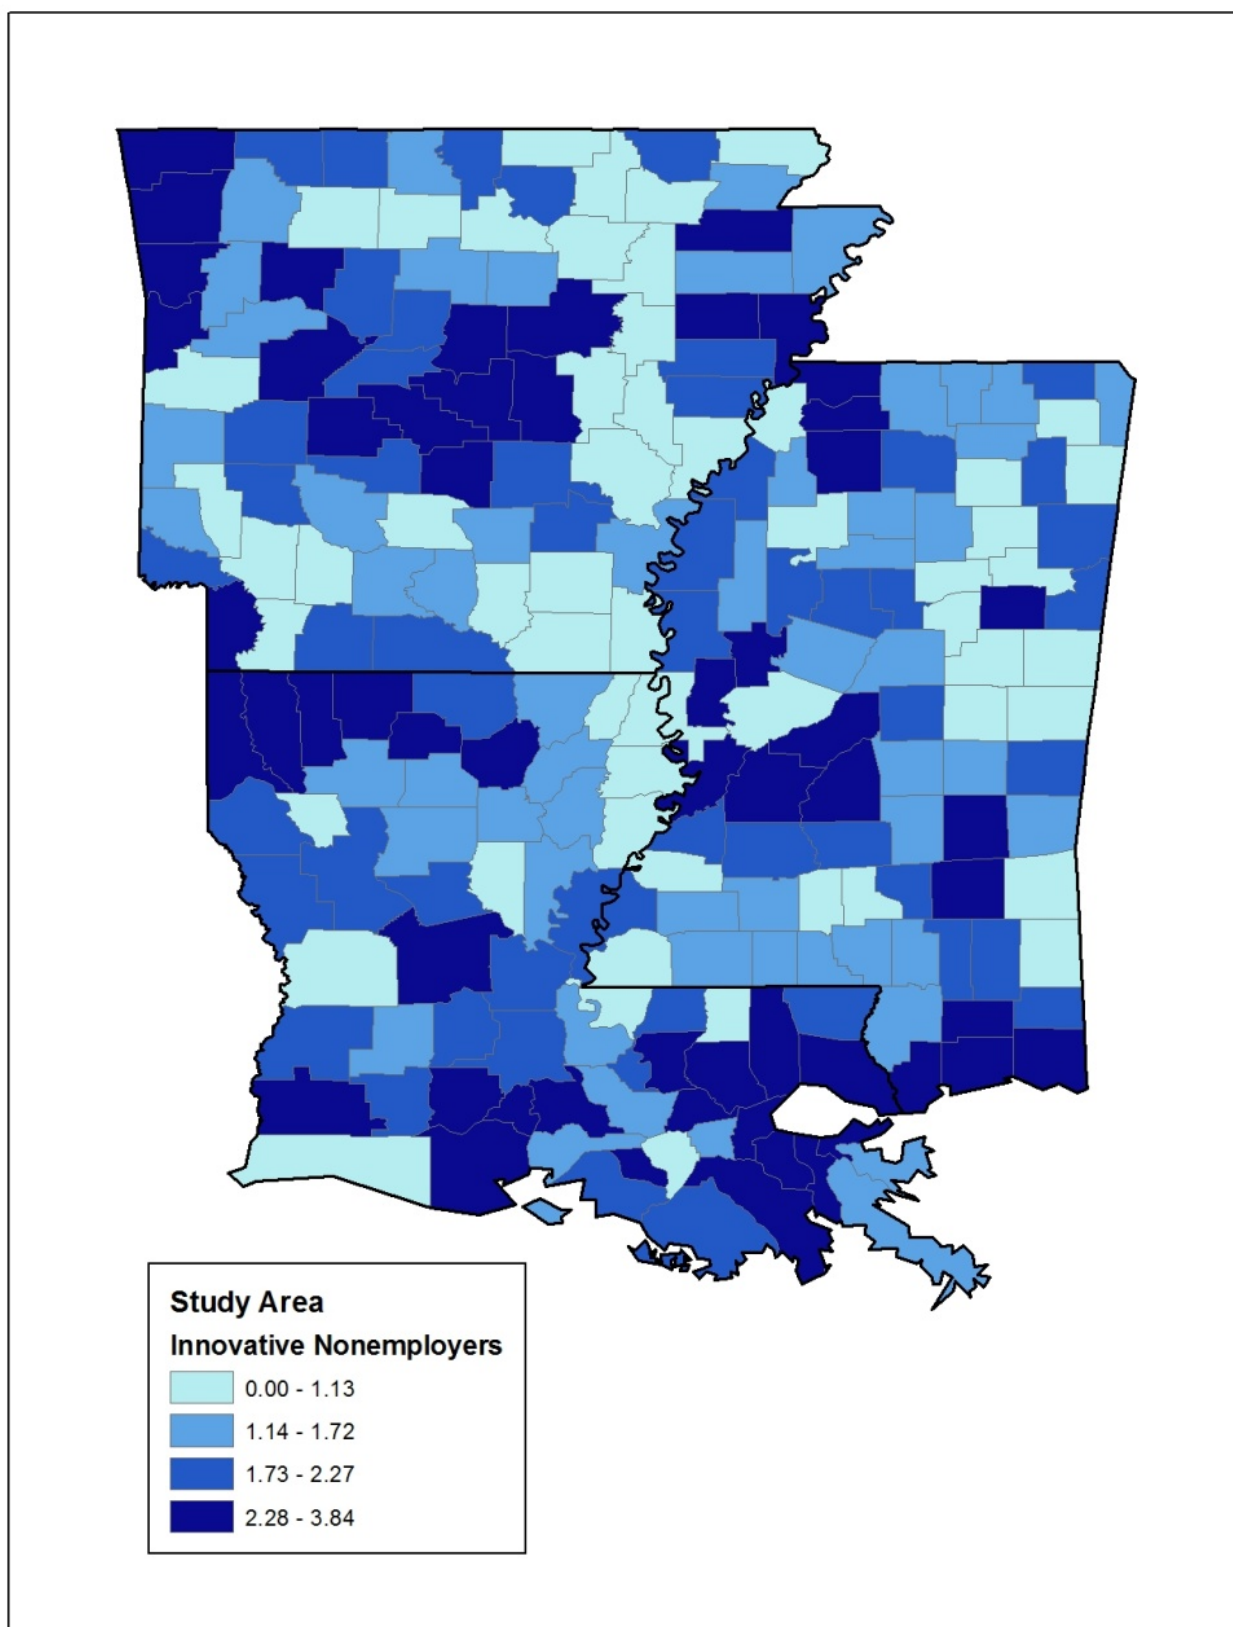 Study Area
Innovative Nonemployers
0.00 - 1.13
1.14 - 1.72
1.73 - 2.27
2.28 - 3.84